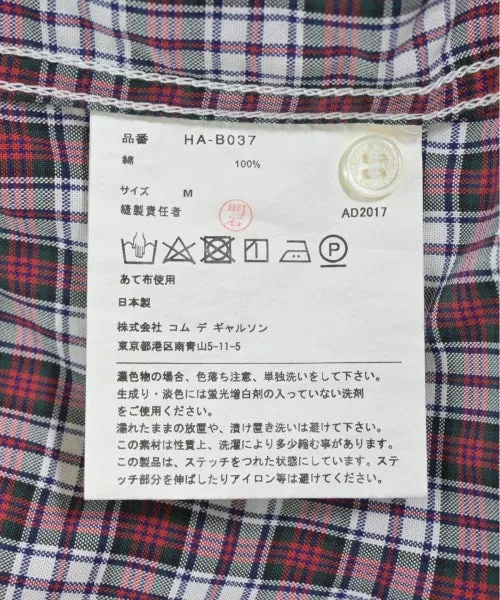 品番 HA-B037
綿 100%
サイズ M
縫製責任者 明石 AD2017
あて布使用
日本製
株式会社 コム デ ギャルソン
東京都港区南青山5-11-5
濃色物の場合、色落ち注意、単独洗いをして下さい。
生成り・淡色には蛍光増白剤の入っていない洗剤
をご使用ください。
濡れたままの放置や、漬け置き洗いは避けて下さい。
この素材は性質上、洗濯により多少縮む事があります。
この製品は、ステッチをつれた状態にしています。ステ
ッチ部分を伸ばしたりアイロン等は避けてください。